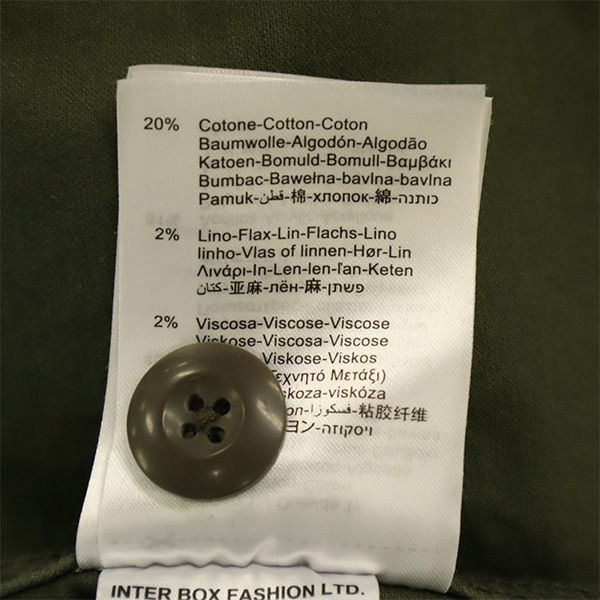 20% Cotone-Cotton-Coton
Baumwolle-Algodón-Algodão
Katoen-Bomuld-Bomull-Βαμβάκι
Bumbac-Bawełna-bavlna-bavlna
Pamuk-قطن-棉-хлопок-綿-כותנה
2% Lino-Flax-Lin-Flachs-Lino
linho-Vlas of linnen-Hør-Lin
Λινάρι-In-Len-len-ľan-Keten
كتان-亚麻-лён-麻-פשתן
2% Viscosa-Viscose-Viscose
Viskose-Viscosa-Viscose
Viskose-Viskos
Τεχνητό Μετάξι)
viskoza-viskóza
فسكوزا-粘胶纤维
ヨン-ויסקוזה
INTER BOX FASHION LTD.